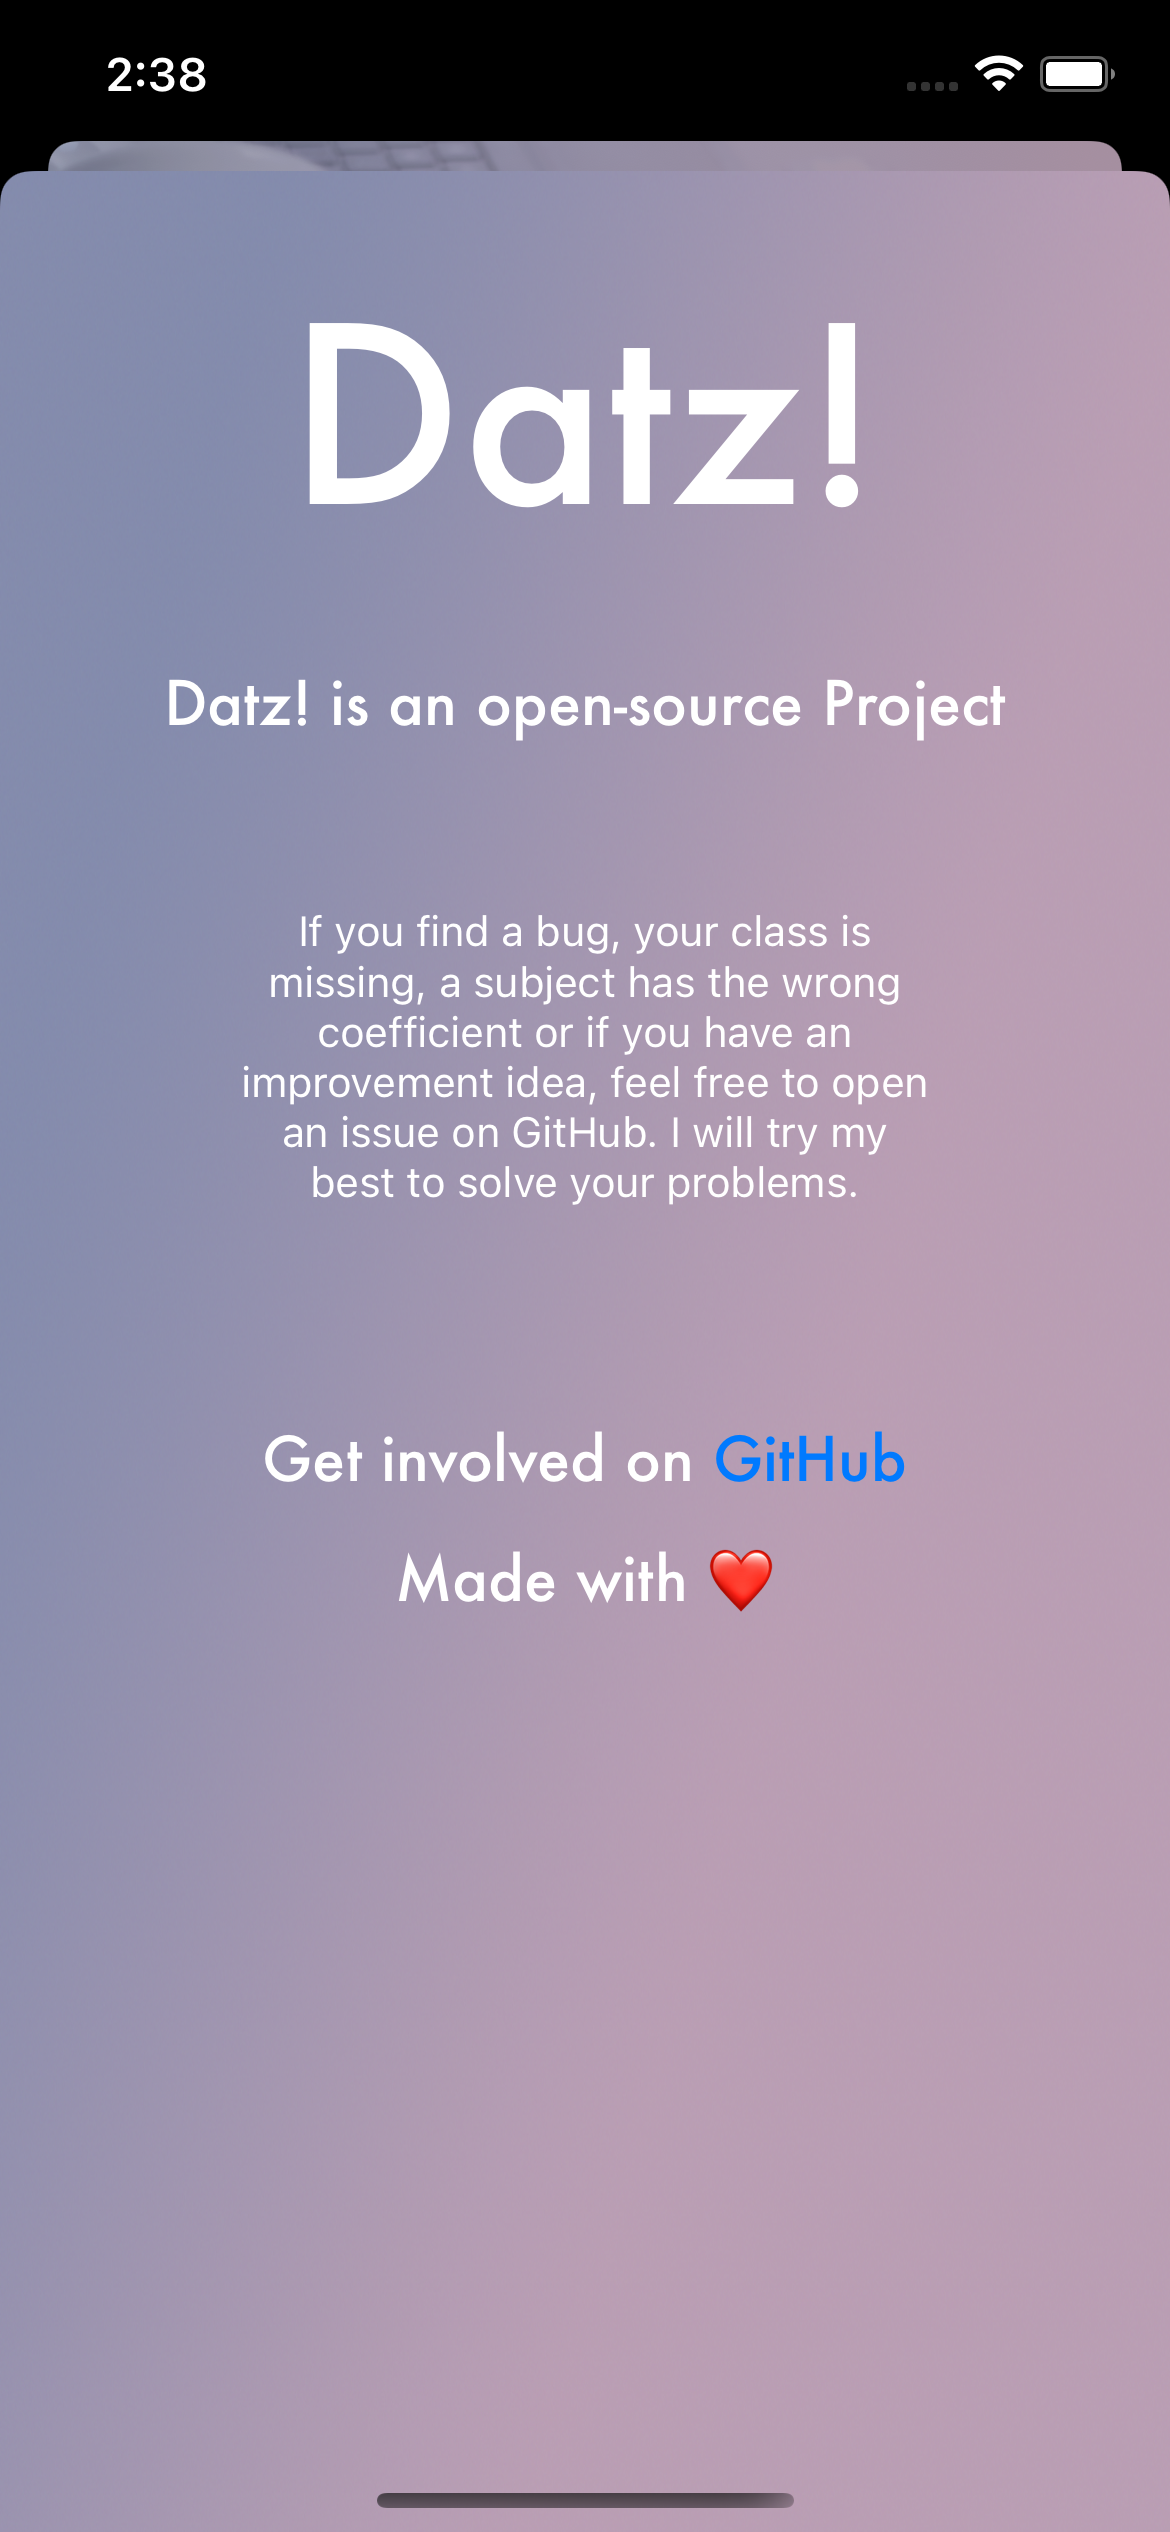 2:38
Datz!
Datz! is an open-source Project
If you find a bug, your class is
missing, a subject has the wrong
coefficient or if you have an
improvement idea, feel free to open
an issue on GitHub. I will try my
best to solve your problems.
Get involved on GitHub
Made with ❤️